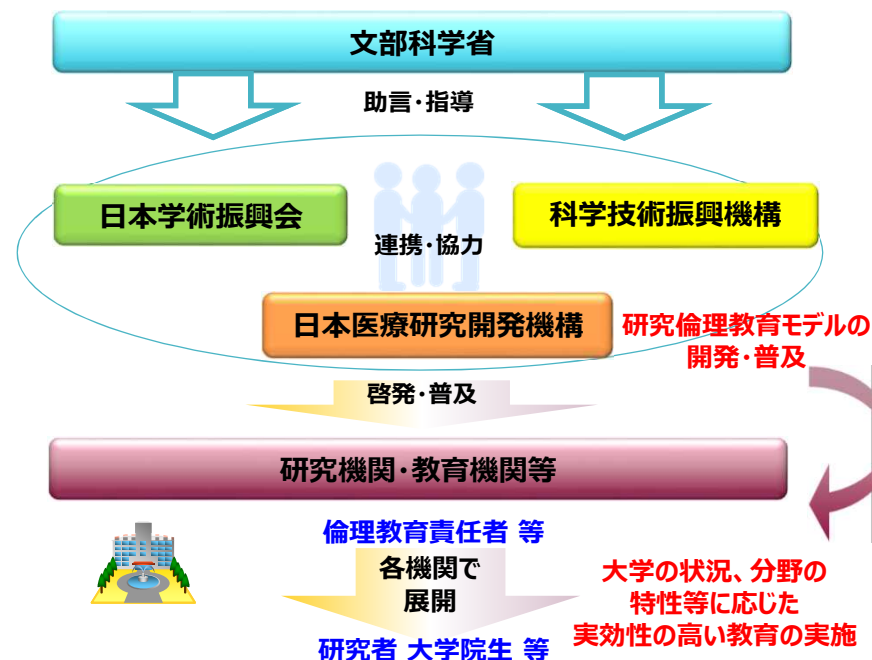 文部科学省
助言・指導
日本学術振興会
科学技術振興機構
連携・協力
日本医療研究開発機構
研究倫理教育モデルの
開発・普及
啓発・普及
研究機関・教育機関等
倫理教育責任者 等
各機関で
展開
大学の状況、分野の
特性等に応じた
実効性の高い教育の実施
研究者 大学院生 等